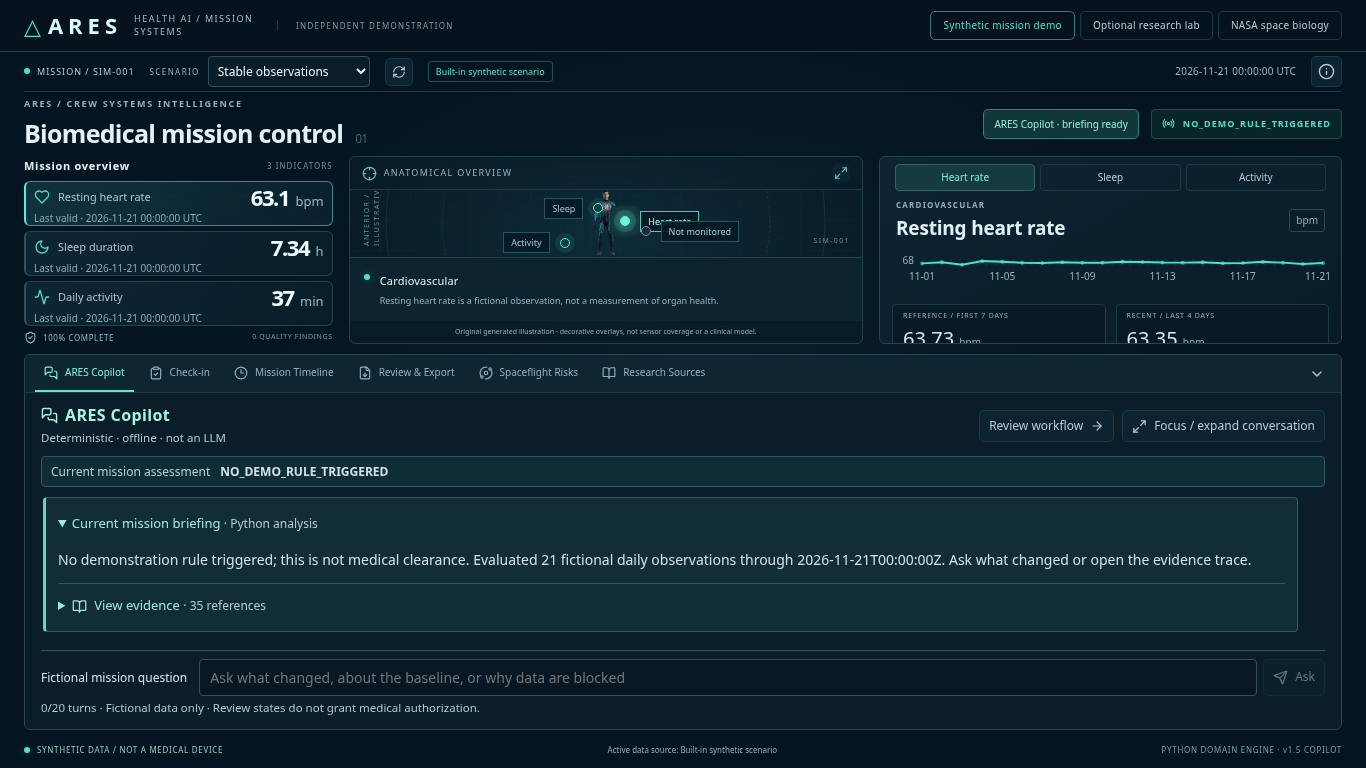 ARES
HEALTH AI / MISSION
SYSTEMS
INDEPENDENT DEMONSTRATION
Synthetic mission demo
Optional research lab
NASA space biology
MISSION / SIM-001
SCENARIO
Stable observations
Built-in synthetic scenario
2026-11-21 00:00:00 UTC
ARES / CREW SYSTEMS INTELLIGENCE
Biomedical mission control 01
ARES Copilot · briefing ready
NO_DEMO_RULE_TRIGGERED
Mission overview
3 INDICATORS
Resting heart rate
63.1 bpm
Last valid · 2026-11-21 00:00:00 UTC
Sleep duration
7.34 h
Last valid · 2026-11-21 00:00:00 UTC
Daily activity
37 min
Last valid · 2026-11-21 00:00:00 UTC
100% COMPLETE
0 QUALITY FINDINGS
ANATOMICAL OVERVIEW
ANTERIOR /
Sleep
Heart rate
Not monitored
Activity
SIM-001
Cardiovascular
Resting heart rate is a fictional observation, not a measurement of organ health.
Original generated illustration · decorative overlays, not sensor coverage or a clinical model.
Heart rate
Sleep
Activity
CARDIOVASCULAR
Resting heart rate
bpm
68
11-01 11-05 11-09 11-13 11-17 11-21
REFERENCE / FIRST 7 DAYS
63.73 bpm
RECENT / LAST 4 DAYS
63.35 bpm
ARES Copilot
Check-in
Mission Timeline
Review & Export
Spaceflight Risks
Research Sources
ARES Copilot
Deterministic · offline · not an LLM
Review workflow
Focus / expand conversation
Current mission assessment NO_DEMO_RULE_TRIGGERED
Current mission briefing · Python analysis
No demonstration rule triggered; this is not medical clearance. Evaluated 21 fictional daily observations through 2026-11-21T00:00:00Z. Ask what changed or open the evidence trace.
View evidence · 35 references
Fictional mission question
Ask what changed, about the baseline, or why data are blocked
Ask
0/20 turns · Fictional data only · Review states do not grant medical authorization.
SYNTHETIC DATA / NOT A MEDICAL DEVICE
Active data source: Built-in synthetic scenario
PYTHON DOMAIN ENGINE · v1.5 COPILOT